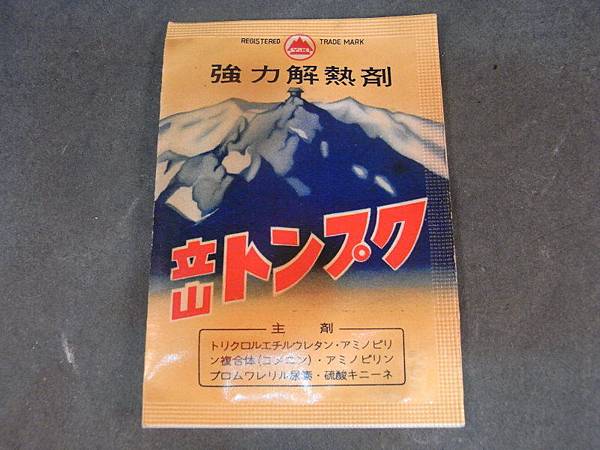 REGISTERED TRADE MARK
強力解熱剤
立山トンプク
主剤
トリクロルエチルウレタン・アミノピリ
ン複合体(コメニン)・アミノピリン
ブロムワレリル尿素・硫酸キニーネ